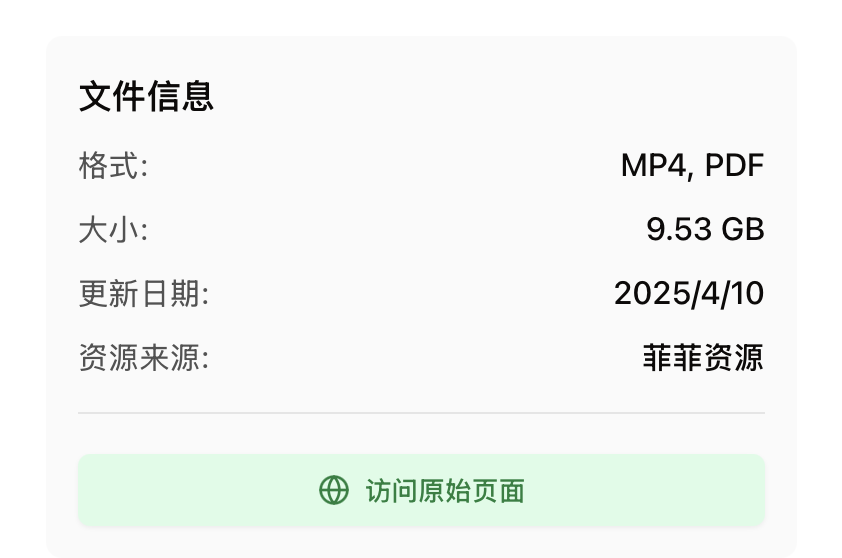 文件信息
格式: MP4, PDF
大小: 9.53 GB
更新日期: 2025/4/10
资源来源: 菲菲资源
访问原始页面